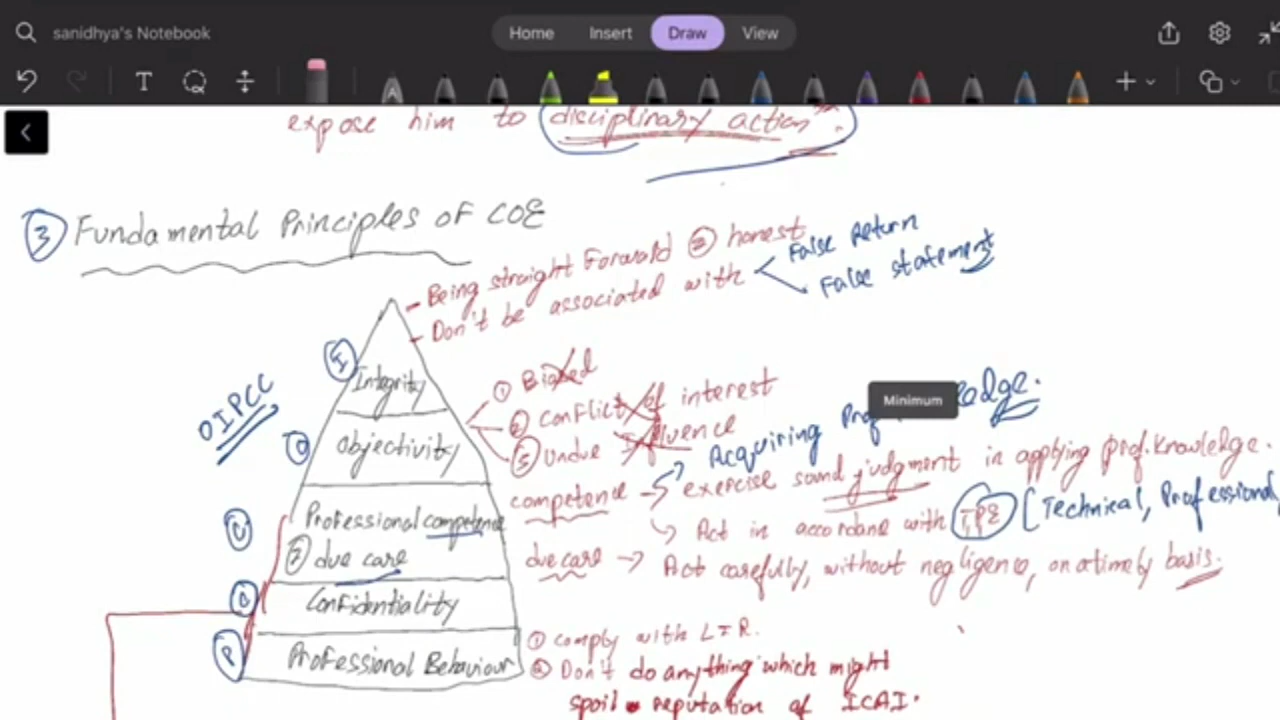 sanidhya's Notebook
Home Insert Draw View
T
A
expose him to disciplinary action".
③ Fundamental Principles of COE
- Being straight forward & honest
- Don't be associated with
False Return
False statement
OIPCC
I Integrity
O Objectivity
① Biased
② Conflict of interest
③ Undue Influence
C Professional competence
& due care
competence → Acquiring Prof
Minimum
edge.
exercise sound judgment in applying prof. knowledge.
Act in accordane with T,PE [Technical, Professional
due care → Act carefully, without negligence, on a timely basis.
C Confidentiality
P Professional Behaviour
① comply with L & R.
② Don't do anything which might
spoil reputation of ICAI.